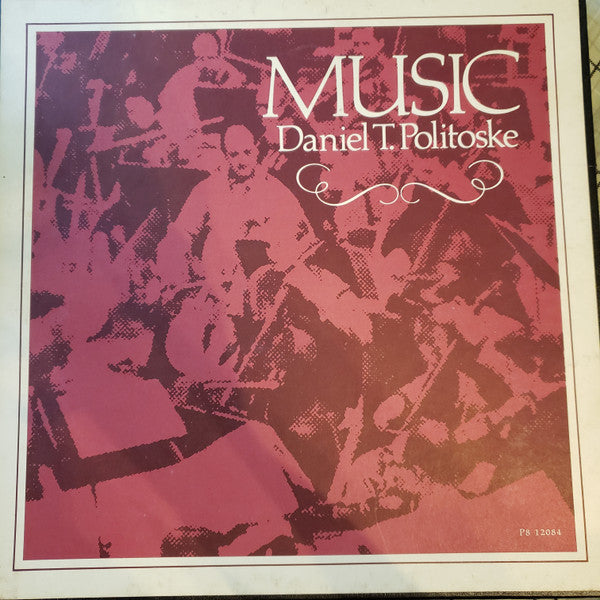 MUSIC
Daniel T. Politoske
P8 12084